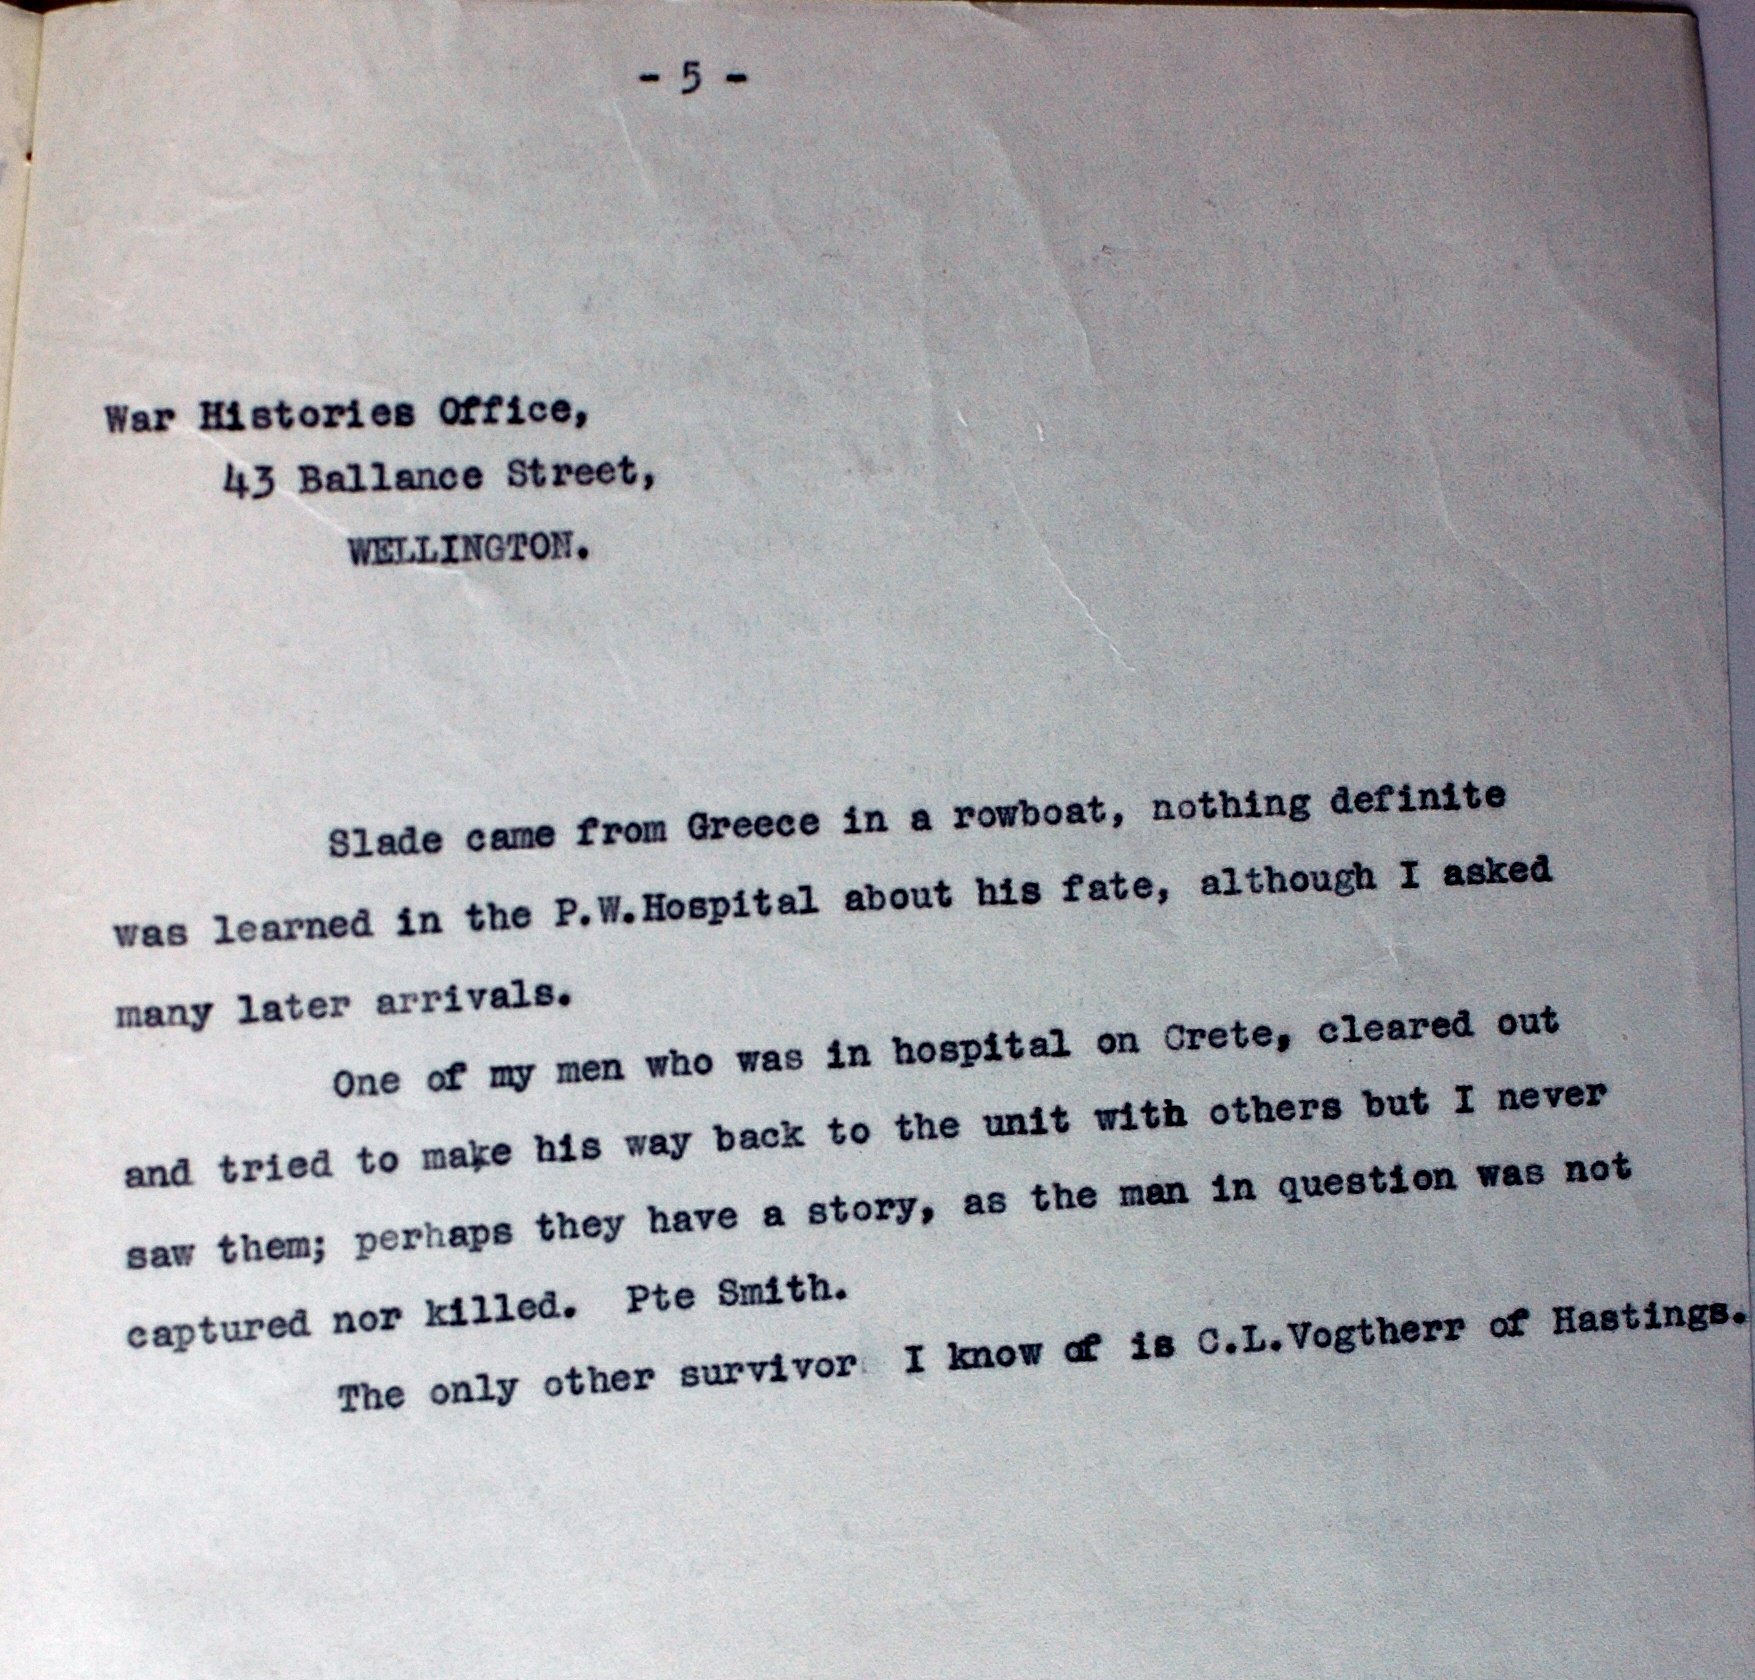 - 5 -
War Histories Office,
43 Ballance Street,
WELLINGTON.
Slade came from Greece in a rowboat, nothing definite
was learned in the P.W.Hospital about his fate, although I asked
many later arrivals.
One of my men who was in hospital on Crete, cleared out
and tried to make his way back to the unit with others but I never
saw them; perhaps they have a story, as the man in question was not
captured nor killed. Pte Smith.
The only other survivor I know of is C.L.Vogtherr of Hastings.